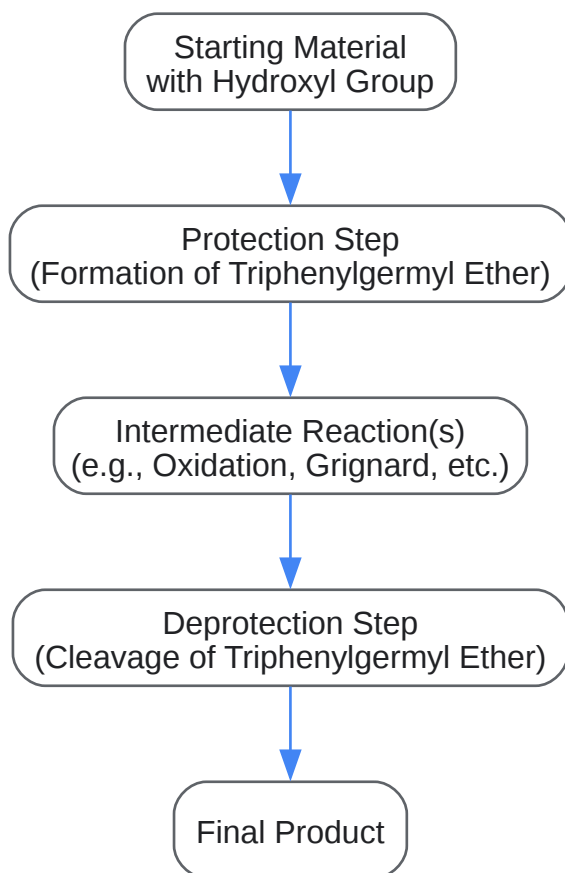 Starting Material
with Hydroxyl Group
Protection Step
(Formation of Triphenylgermyl Ether)
Intermediate Reaction(s)
(e.g., Oxidation, Grignard, etc.)
Deprotection Step
(Cleavage of Triphenylgermyl Ether)
Final Product